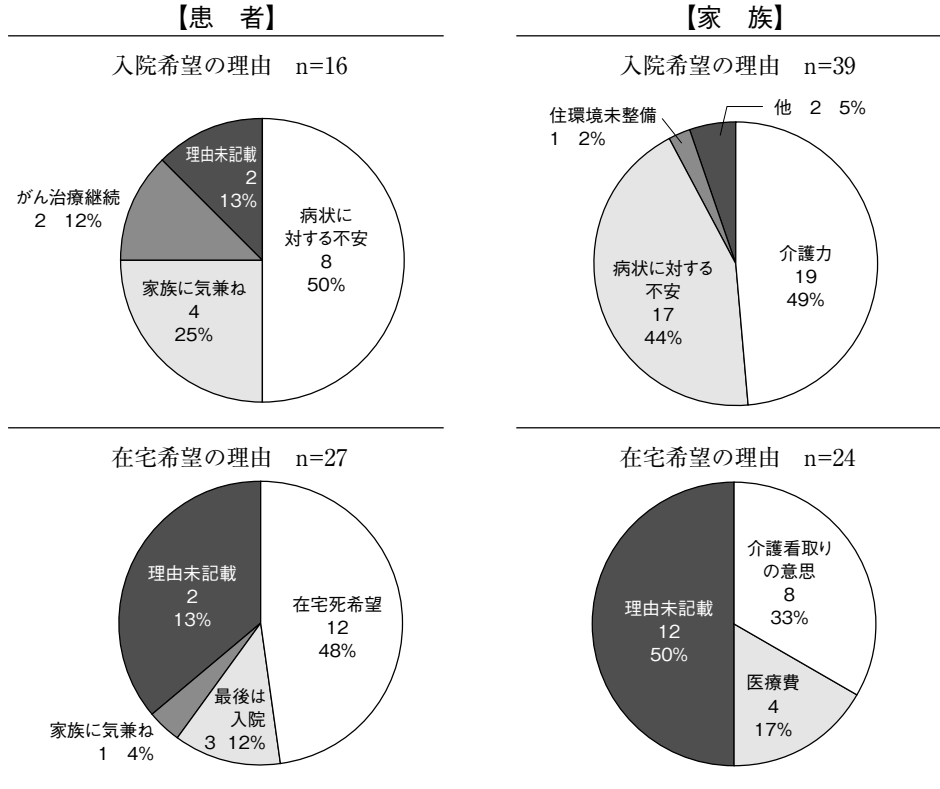 【患　者】
入院希望の理由　n=16
理由未記載
2
13%
がん治療継続
2　12%
病状に
対する不安
8
50%
家族に気兼ね
4
25%
【家　族】
入院希望の理由　n=39
住環境未整備
1　2%
他　2　5%
介護力
19
49%
病状に対する
不安
17
44%
在宅希望の理由　n=27
理由未記載
2
13%
在宅死希望
12
48%
最後は
入院
3　12%
家族に気兼ね
1　4%
在宅希望の理由　n=24
介護看取り
の意思
8
33%
理由未記載
12
50%
医療費
4
17%